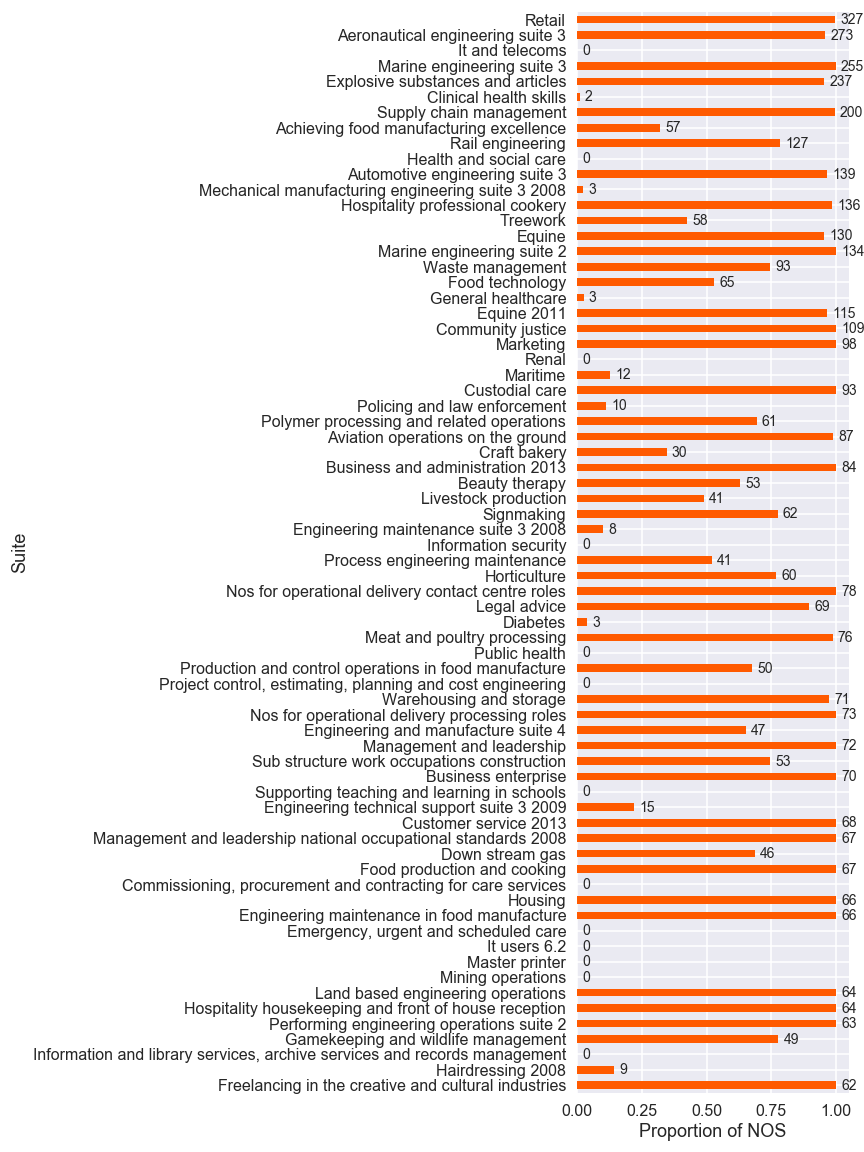 Retail 327
Aeronautical engineering suite 3 273
It and telecoms 0
Marine engineering suite 3 255
Explosive substances and articles 237
Clinical health skills 2
Supply chain management 200
Achieving food manufacturing excellence 57
Rail engineering 127
Health and social care 0
Automotive engineering suite 3 139
Mechanical manufacturing engineering suite 3 2008 3
Hospitality professional cookery 136
Treework 58
Equine 130
Marine engineering suite 2 134
Waste management 93
Food technology 65
General healthcare 3
Equine 2011 115
Community justice 109
Marketing 98
Renal 0
Maritime 12
Custodial care 93
Policing and law enforcement 10
Polymer processing and related operations 61
Aviation operations on the ground 87
Craft bakery 30
Business and administration 2013 84
Beauty therapy 53
Livestock production 41
Signmaking 62
Engineering maintenance suite 3 2008 8
Information security 0
Process engineering maintenance 41
Horticulture 60
Nos for operational delivery contact centre roles 78
Legal advice 69
Diabetes 3
Meat and poultry processing 76
Public health 0
Production and control operations in food manufacture 50
Project control, estimating, planning and cost engineering 0
Warehousing and storage 71
Nos for operational delivery processing roles 73
Engineering and manufacture suite 4 47
Management and leadership 72
Sub structure work occupations construction 53
Business enterprise 70
Supporting teaching and learning in schools 0
Engineering technical support suite 3 2009 15
Customer service 2013 68
Management and leadership national occupational standards 2008 67
Down stream gas 46
Food production and cooking 67
Commissioning, procurement and contracting for care services 0
Housing 66
Engineering maintenance in food manufacture 66
Emergency, urgent and scheduled care 0
It users 6.2 0
Master printer 0
Mining operations 0
Land based engineering operations 64
Hospitality housekeeping and front of house reception 64
Performing engineering operations suite 2 63
Gamekeeping and wildlife management 49
Information and library services, archive services and records management 0
Hairdressing 2008 9
Freelancing in the creative and cultural industries 62
Suite
0.00 0.25 0.50 0.75 1.00
Proportion of NOS